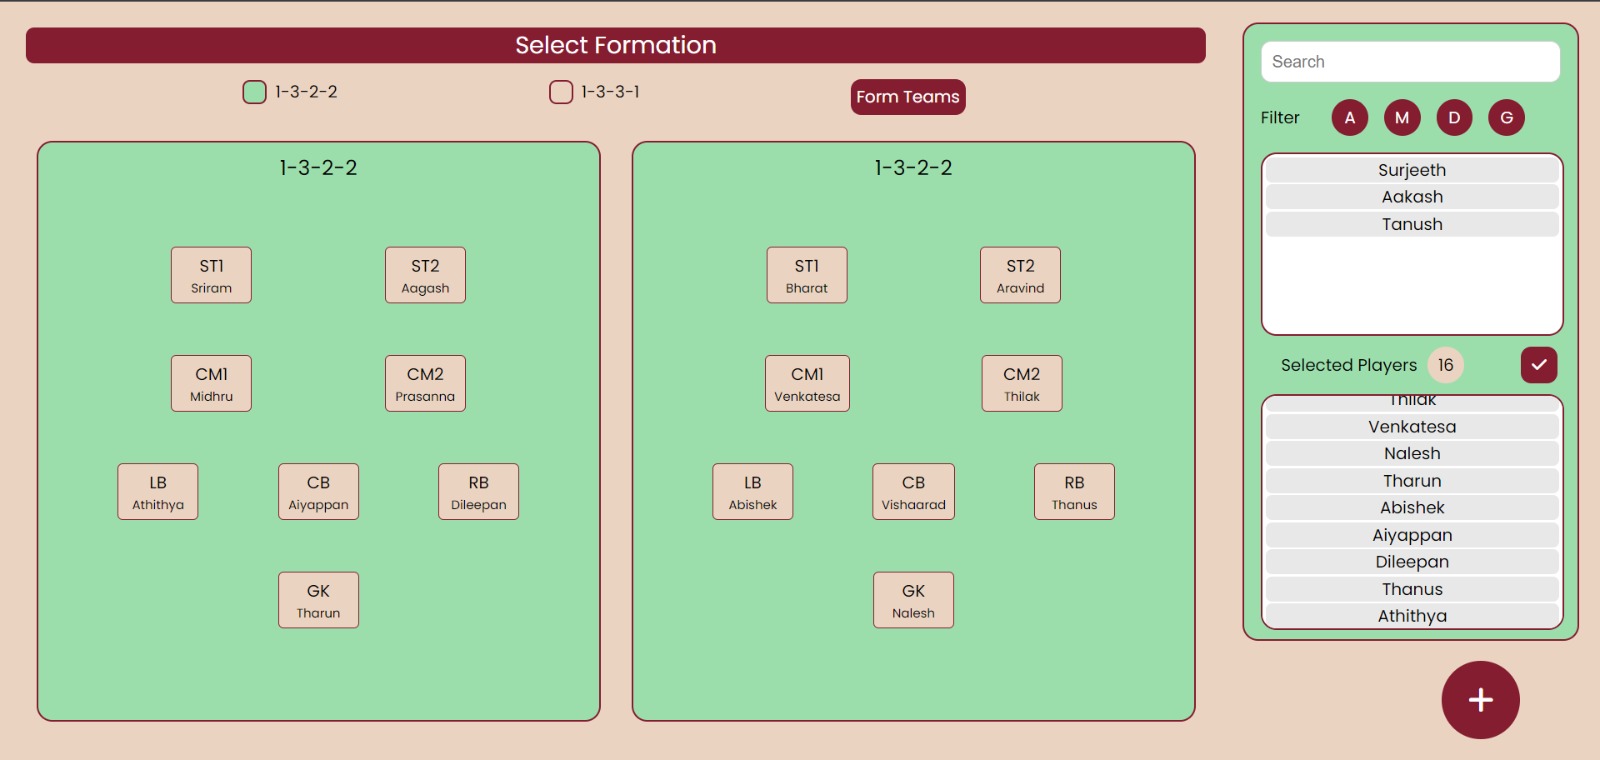 Select Formation
1-3-2-2
1-3-3-1
Form Teams
1-3-2-2
ST1
Sriram
ST2
Aagash
CM1
Midhru
CM2
Prasanna
LB
Athithya
CB
Aiyappan
RB
Dileepan
GK
Tharun
1-3-2-2
ST1
Bharat
ST2
Aravind
CM1
Venkatesa
CM2
Thilak
LB
Abishek
CB
Vishaarad
RB
Thanus
GK
Nalesh
Search
Filter
A
M
D
G
Surjeeth
Aakash
Tanush
Selected Players
16
Thilak
Venkatesa
Nalesh
Tharun
Abishek
Aiyappan
Dileepan
Thanus
Athithya